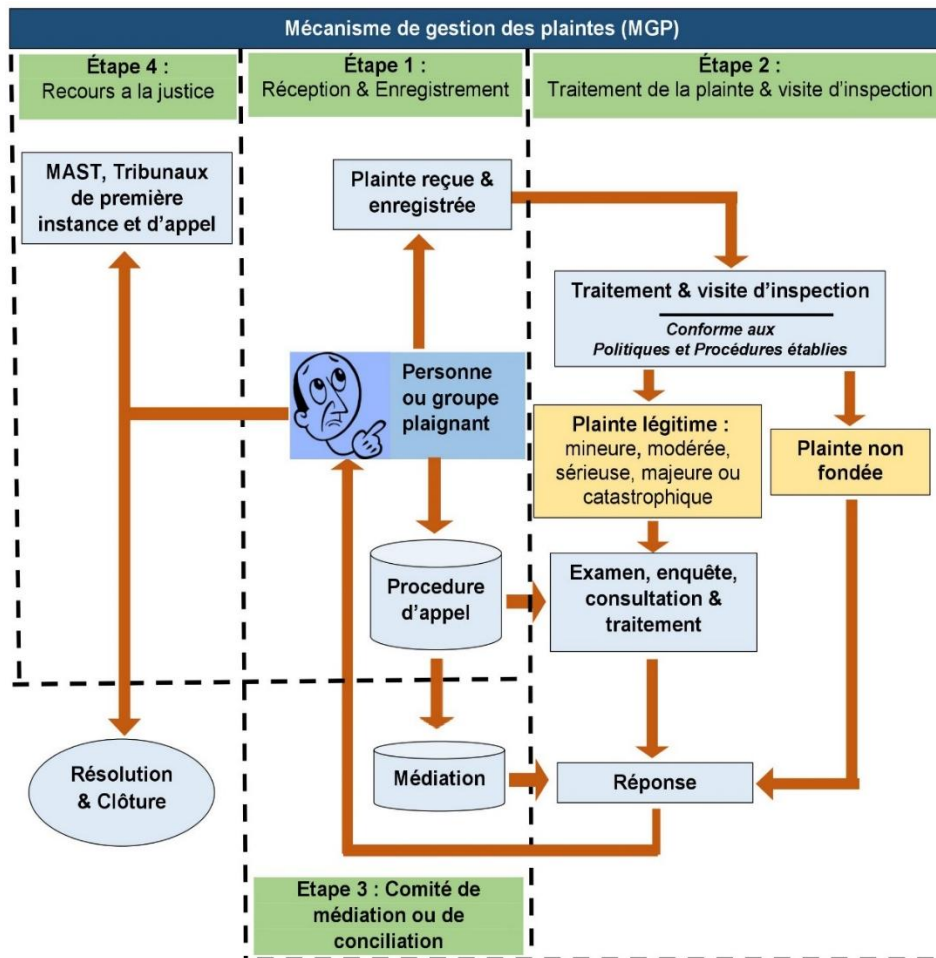 Mécanisme de gestion des plaintes (MGP)
Étape 4 :
Recours a la justice
Étape 1 :
Réception & Enregistrement
Étape 2 :
Traitement de la plainte & visite d'inspection
MAST, Tribunaux
de première
instance et d'appel
Plainte reçue &
enregistrée
Traitement & visite d'inspection
Conforme aux
Politiques et Procédures établies
Personne
ou groupe
plaignant
Plainte légitime :
mineure, modérée,
sérieuse, majeure ou
catastrophique
Plainte non
fondée
Procedure
d'appel
Examen, enquête,
consultation &
traitement
Résolution
& Clôture
Médiation
Réponse
Etape 3 : Comité de
médiation ou de
conciliation